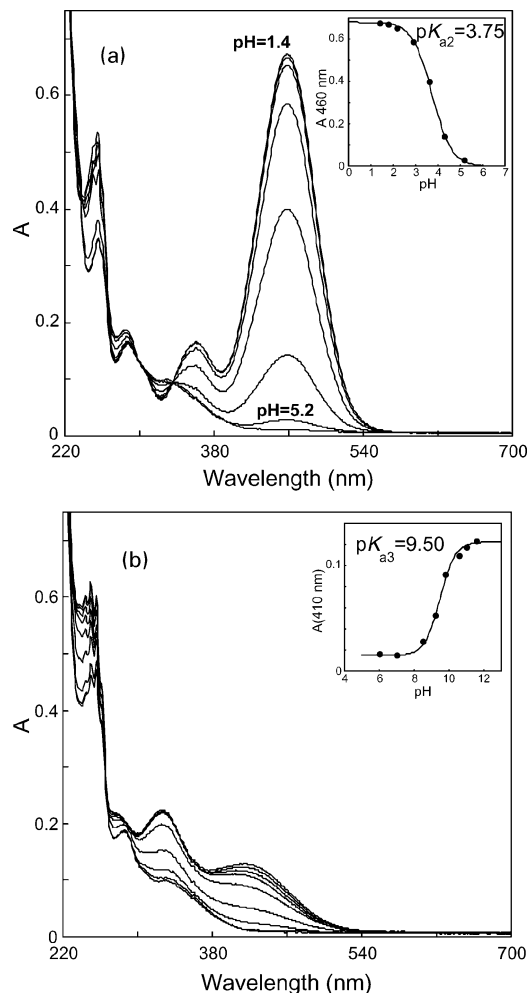 (a)
pH=1.4
pH=5.2
A
0.6
0.4
0.2
0
220 380 540 700
Wavelength (nm)
pKa2=3.75
A 460 nm
0.6
0.4
0.2
0
0 1 2 3 4 5 6 7
pH
(b)
A
0.6
0.4
0.2
0
220 380 540 700
Wavelength (nm)
pKa3=9.50
A(410 nm)
0.1
0
4 6 8 10 12
pH